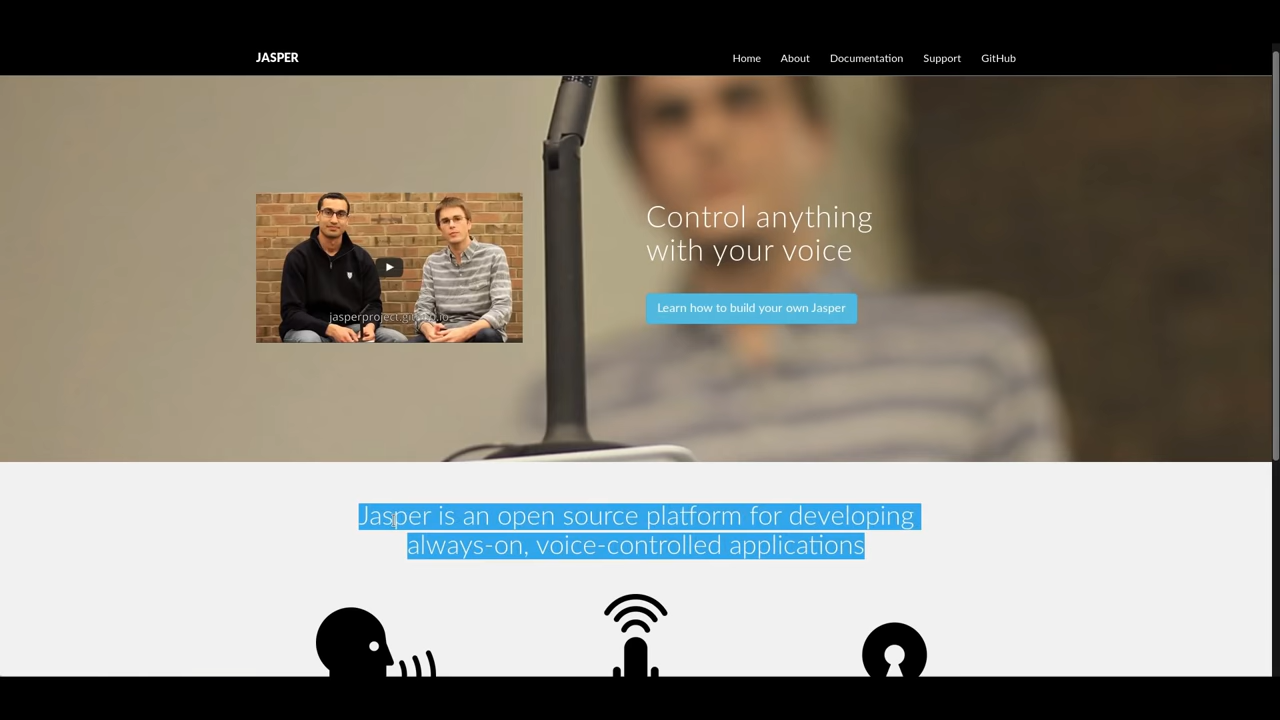 JASPER
Home About Documentation Support GitHub
Control anything
with your voice
Learn how to build your own Jasper
Jasper is an open source platform for developing
always-on, voice-controlled applications